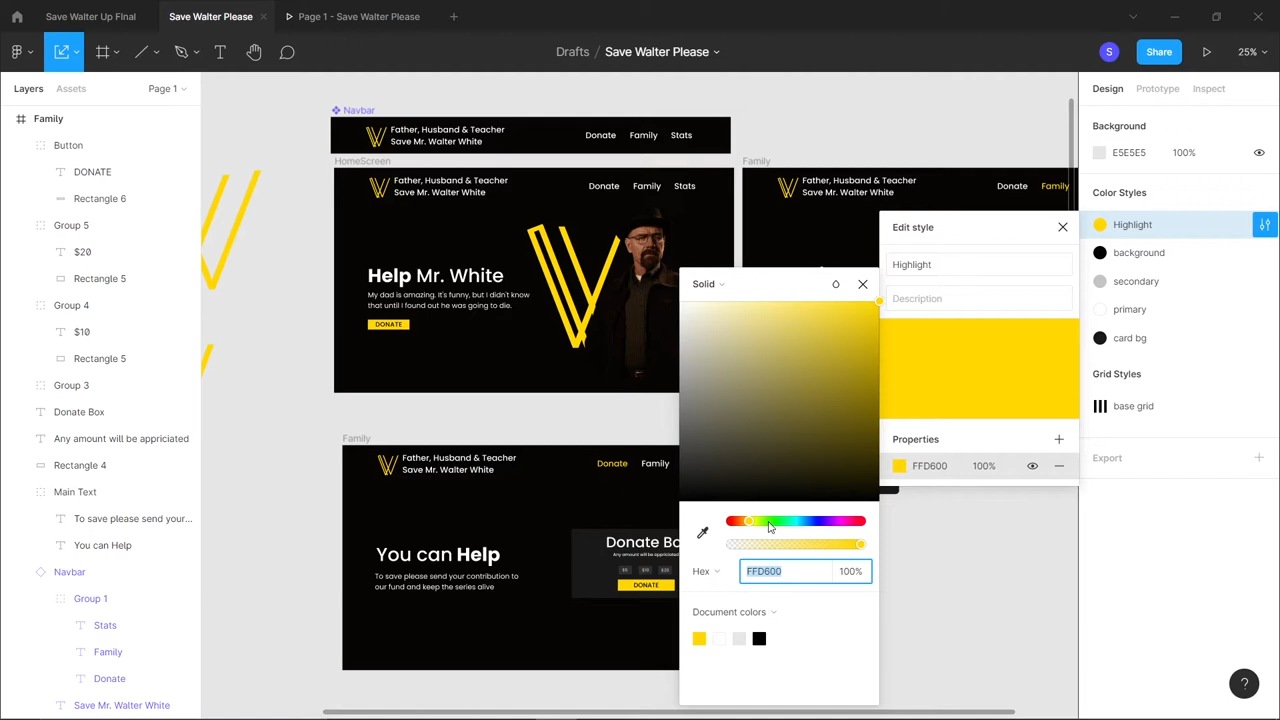 Save Walter Up FInal
Save Walter Please
Page 1 - Save Walter Please
Drafts / Save Walter Please
S
Share
25%
Layers
Assets
Page 1
Design
Prototype
Inspect
Family
Button
DONATE
Rectangle 6
Group 5
$20
Rectangle 5
Group 4
$10
Rectangle 5
Group 3
Donate Box
Any amount will be appriciated
Rectangle 4
Main Text
To save please send your...
You can Help
Navbar
Group 1
Stats
Family
Donate
Save Mr. Walter White
Navbar
Father, Husband & Teacher
Save Mr. Walter White
Donate
Family
Stats
HomeScreen
Father, Husband & Teacher
Save Mr. Walter White
Donate
Family
Stats
Help Mr. White
My dad is amazing. It's funny, but I didn't know
that until I found out he was going to die.
DONATE
Family
Father, Husband & Teacher
Save Mr. Walter White
Donate
Family
Family
Father, Husband & Teacher
Save Mr. Walter White
Donate
Family
You can Help
To save please send your contribution to
our fund and keep the series alive
Donate Bo
Any amount will be appriciated
$5
$10
$20
DONATE
Solid
Hex
FFD600
100%
Document colors
Edit style
Highlight
Description
Properties
FFD600
100%
Background
E5E5E5
100%
Color Styles
Highlight
background
secondary
primary
card bg
Grid Styles
base grid
Export
?